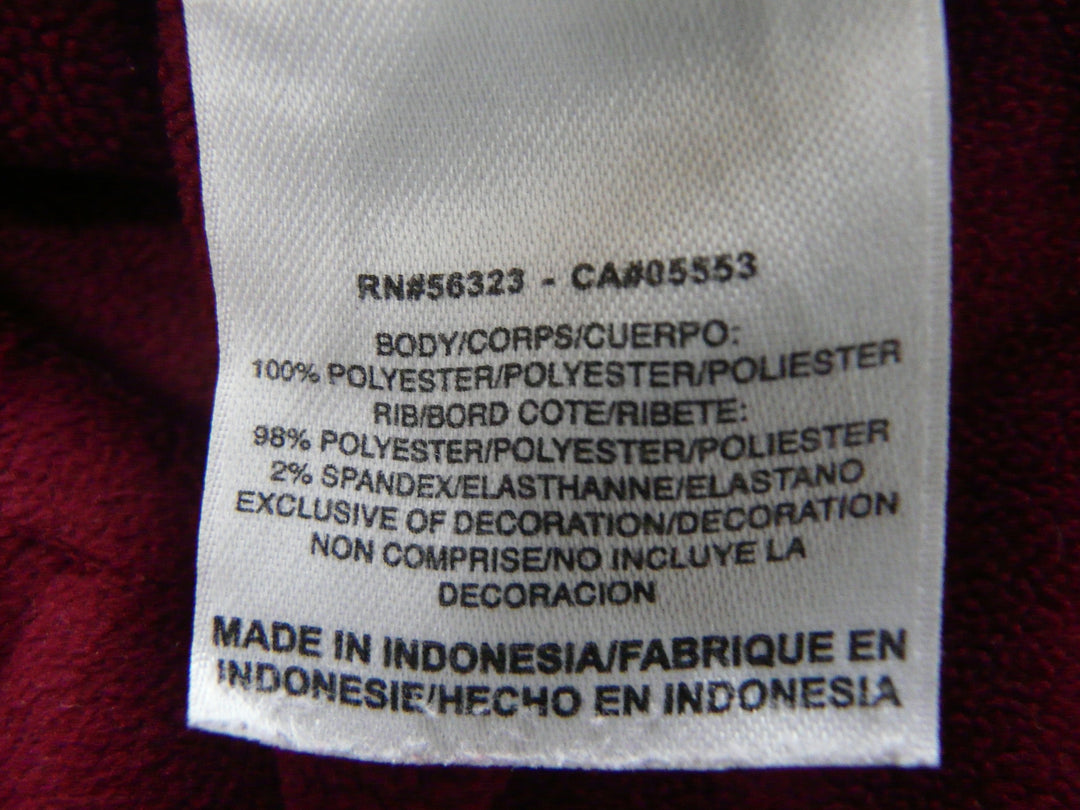 RN#56323 - CA#05553
BODY/CORPS/CUERPO:
100% POLYESTER/POLYESTER/POLIESTER
RIB/BORD COTE/RIBETE:
98% POLYESTER/POLYESTER/POLIESTER
2% SPANDEX/ELASTHANNE/ELASTANO
EXCLUSIVE OF DECORATION/DECORATION
NON COMPRISE/NO INCLUYE LA
DECORACION
MADE IN INDONESIA/FABRIQUE EN
INDONESIE/HECHO EN INDONESIA